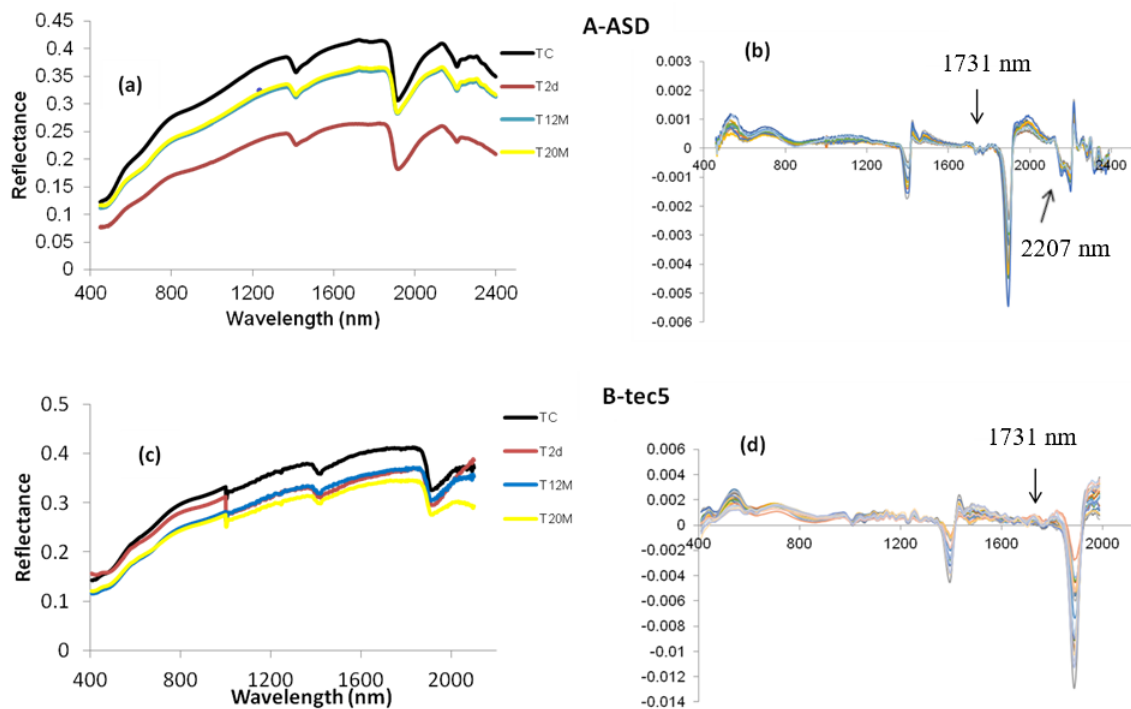 A-ASD
0.45
0.4
0.35
0.3
0.25
0.2
0.15
0.1
0.05
0
Reflectance
(a)
TC
T2d
T12M
T20M
400 800 1200 1600 2000 2400
Wavelength (nm)
(b)
1731 nm
2207 nm
0.003
0.002
0.001
0
-0.001
-0.002
-0.003
-0.004
-0.005
-0.006
400 700 1000 1300 1600 1900 2100 2400
B-tec5
0.5
0.4
0.3
0.2
0.1
0
Reflectance
(c)
TC
T2d
T12M
T20M
400 800 1200 1600 2000
Wavelength (nm)
(d)
1731 nm
0.006
0.004
0.002
0
-0.002
-0.004
-0.006
-0.008
-0.01
-0.012
-0.014
400 800 1200 1600 2000